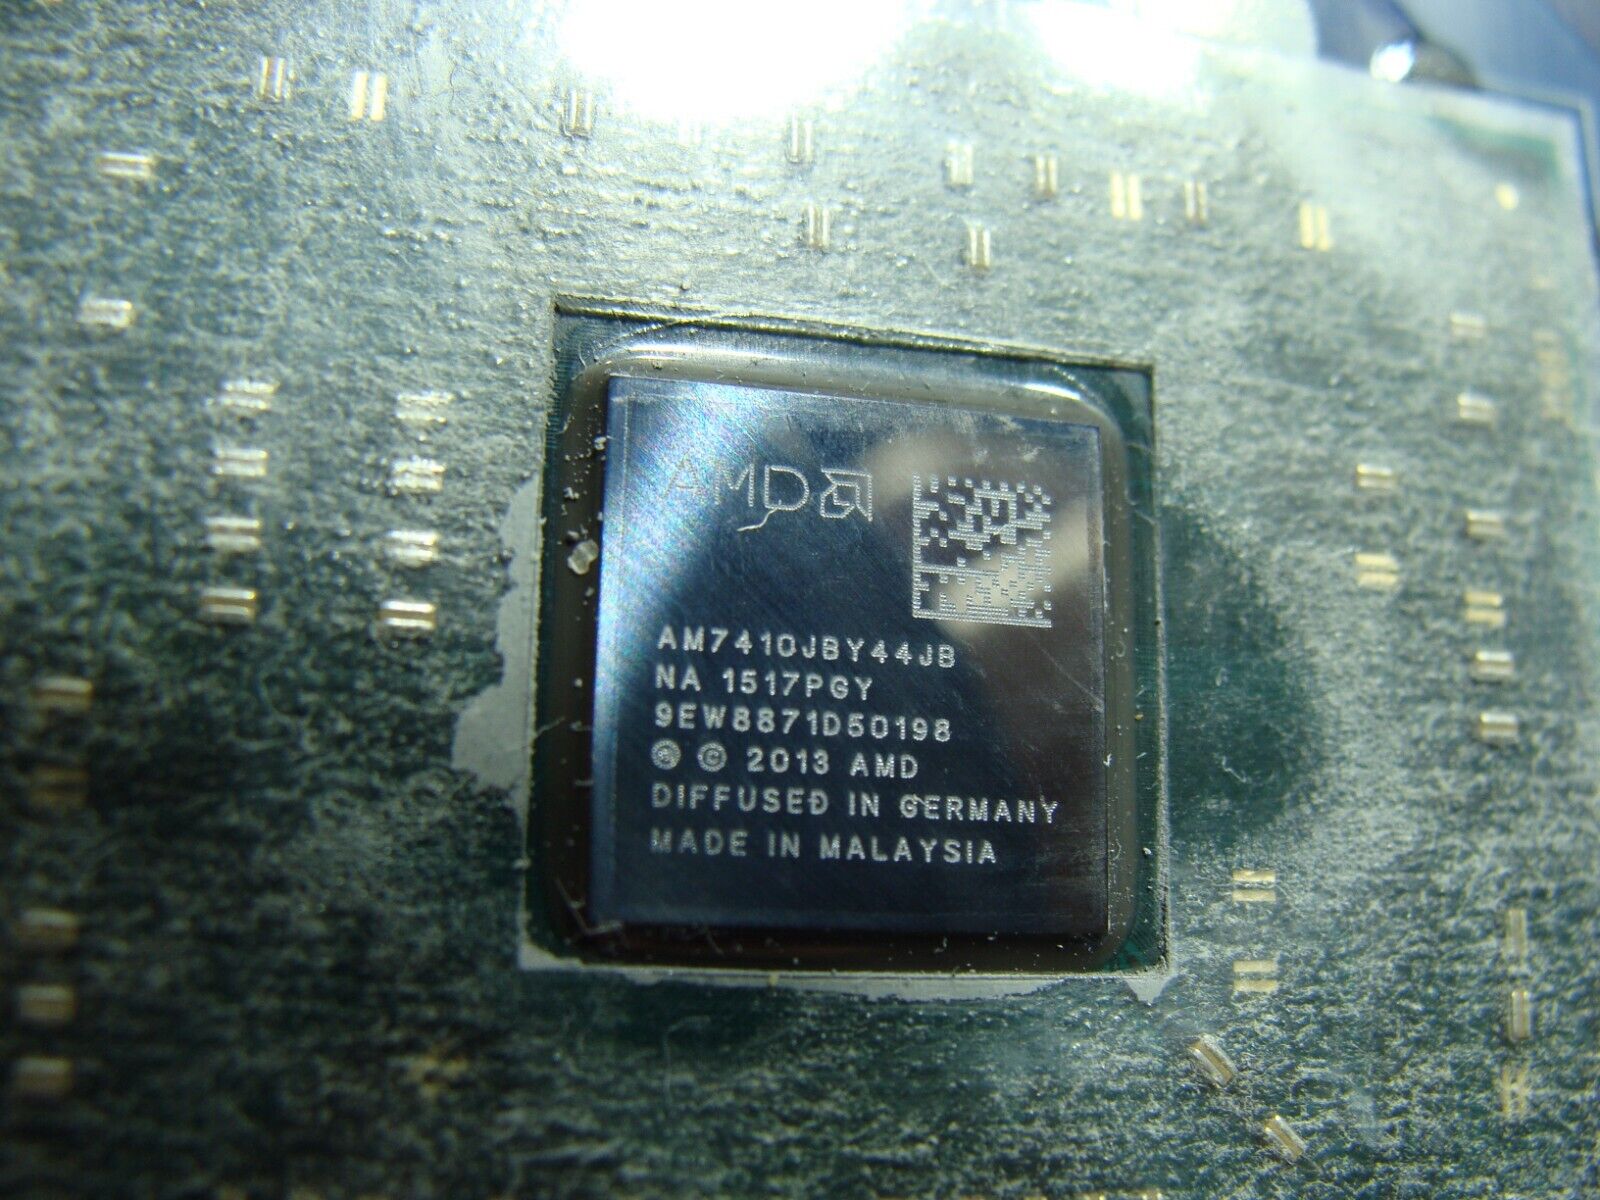 AMD
AM7410JBY44JB
NA 1517PGY
9EW8871D50198
Ⓜ © 2013 AMD
DIFFUSED IN GERMANY
MADE IN MALAYSIA